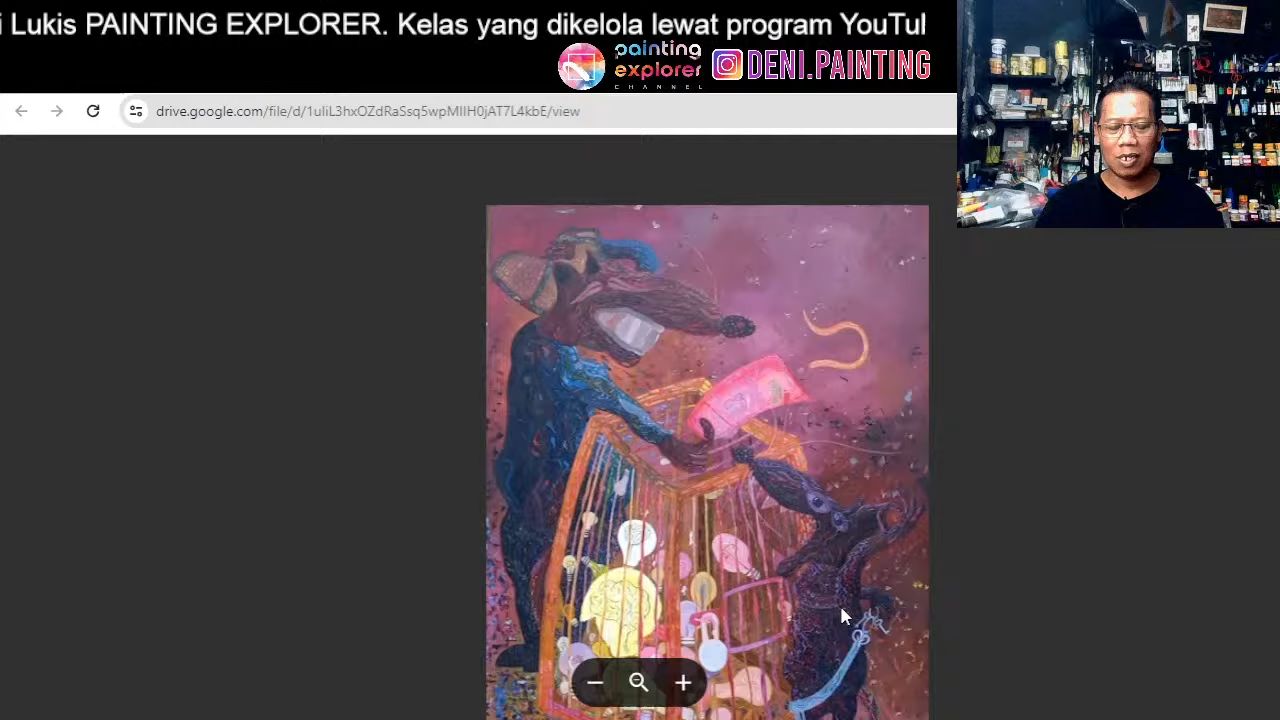 i Lukis PAINTING EXPLORER. Kelas yang dikelola lewat program YouTu
painting
explorer
CHANNEL
DENI.PAINTING
drive.google.com/file/d/1uIiL3hxOZdRaSsq5wpMIIH0jAT7L4kbE/view